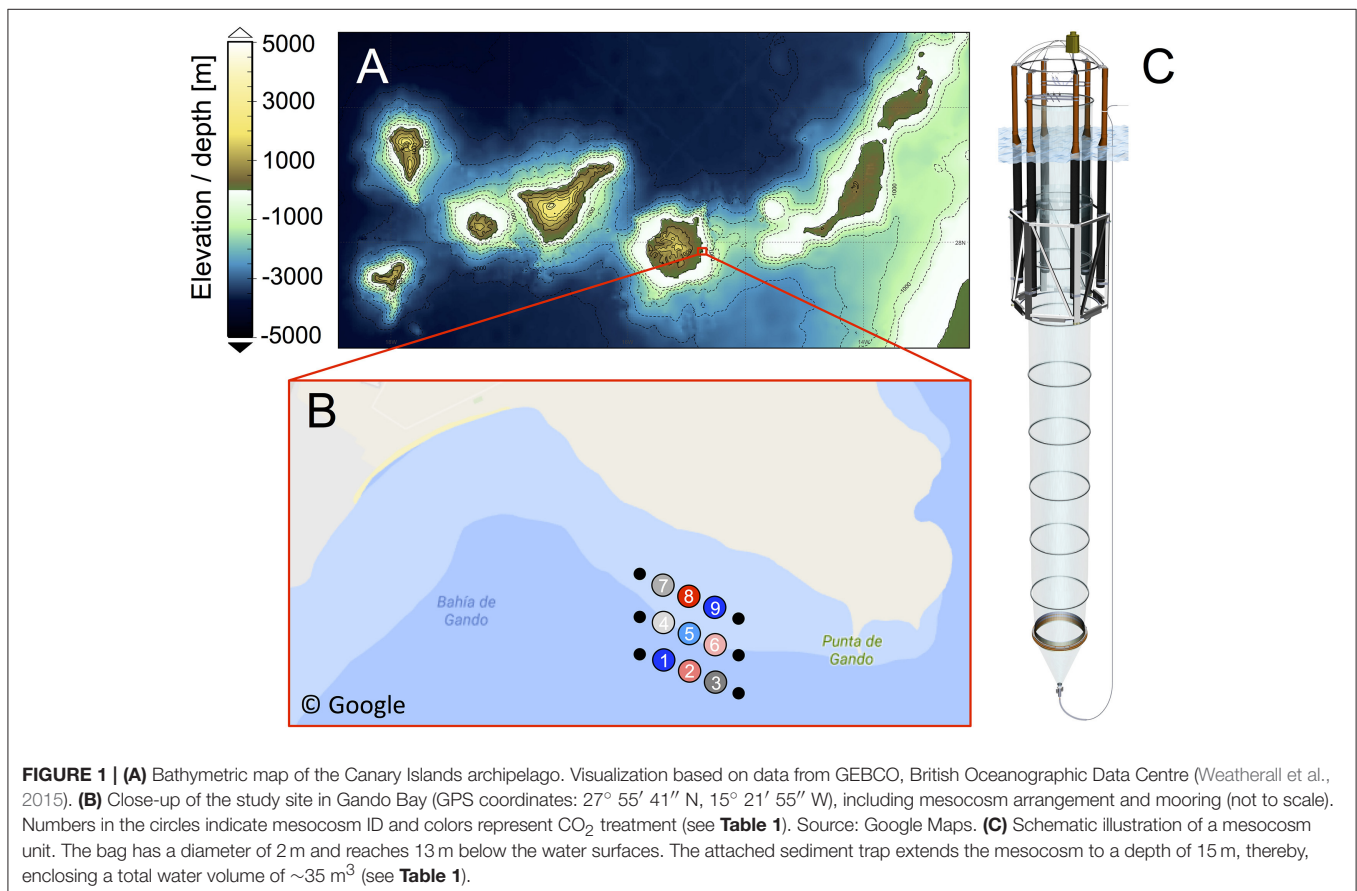 Elevation / depth [m]
5000
3000
1000
-1000
-3000
-5000
A
28N
14W
-1000
B
Bahía de
Gando
Punta de
Gando
7
8
9
4
5
6
1
2
3
© Google
C
FIGURE 1 | (A) Bathymetric map of the Canary Islands archipelago. Visualization based on data from GEBCO, British Oceanographic Data Centre (Weatherall et al.,
2015). (B) Close-up of the study site in Gando Bay (GPS coordinates: 27° 55′ 41″ N, 15° 21′ 55″ W), including mesocosm arrangement and mooring (not to scale).
Numbers in the circles indicate mesocosm ID and colors represent CO₂ treatment (see Table 1). Source: Google Maps. (C) Schematic illustration of a mesocosm
unit. The bag has a diameter of 2 m and reaches 13 m below the water surfaces. The attached sediment trap extends the mesocosm to a depth of 15 m, thereby,
enclosing a total water volume of ∼35 m³ (see Table 1).